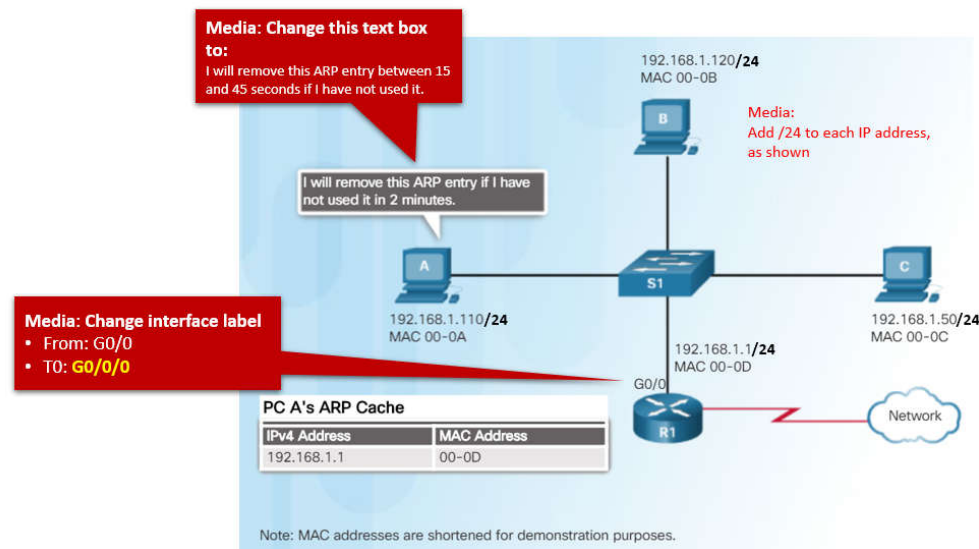 Media: Change this text box
to:
I will remove this ARP entry between 15
and 45 seconds if I have not used it.
192.168.1.120/24
MAC 00-0B
B
Media:
Add /24 to each IP address,
as shown
I will remove this ARP entry if I have
not used it in 2 minutes.
A
S1
C
192.168.1.110/24
MAC 00-0A
192.168.1.50/24
MAC 00-0C
Media: Change interface label
• From: G0/0
• T0: G0/0/0
192.168.1.1/24
MAC 00-0D
G0/0
R1
Network
PC A's ARP Cache
IPv4 Address MAC Address
192.168.1.1 00-0D
Note: MAC addresses are shortened for demonstration purposes.